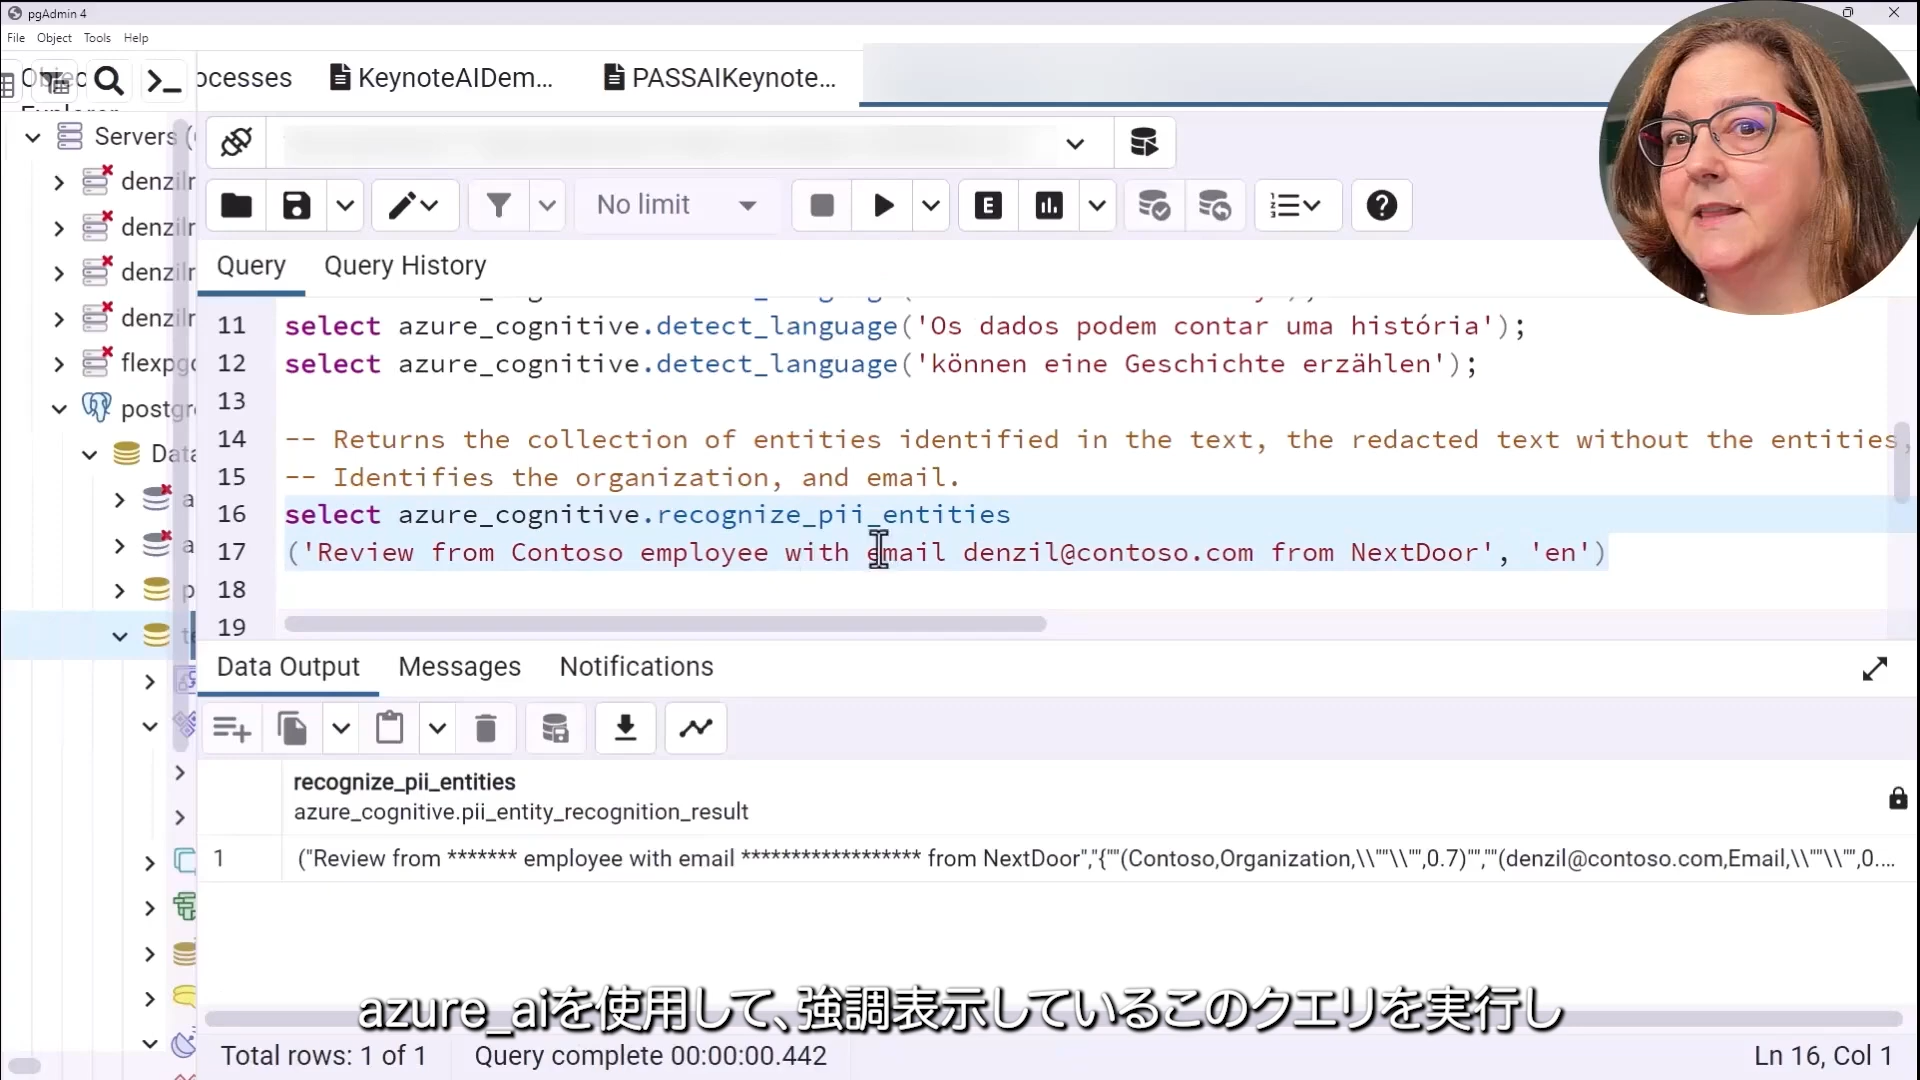 pgAdmin 4
File Object Tools Help
ocesses
KeynoteAIDem...
PASSAIKeynote...
Servers (
denzilr
denzilr
denzilr
denzilr
flexpg
postgr
Data
No limit
Query Query History
11 select azure_cognitive.detect_language('Os dados podem contar uma história');
12 select azure_cognitive.detect_language('können eine Geschichte erzählen');
13
14 -- Returns the collection of entities identified in the text, the redacted text without the entities,
15 -- Identifies the organization, and email.
16 select azure_cognitive.recognize_pii_entities
17 ('Review from Contoso employee with email denzil@contoso.com from NextDoor', 'en')
18
19
Data Output Messages Notifications
recognize_pii_entities
azure_cognitive.pii_entity_recognition_result
1 ("Review from ******* employee with email ****************** from NextDoor","{""(Contoso,Organization,\\""\\"",0.7)"",""(denzil@contoso.com,Email,\\""\\"",0....
azure_aiを使用して、強調表示しているこのクエリを実行し
Total rows: 1 of 1 Query complete 00:00:00.442 Ln 16, Col 1